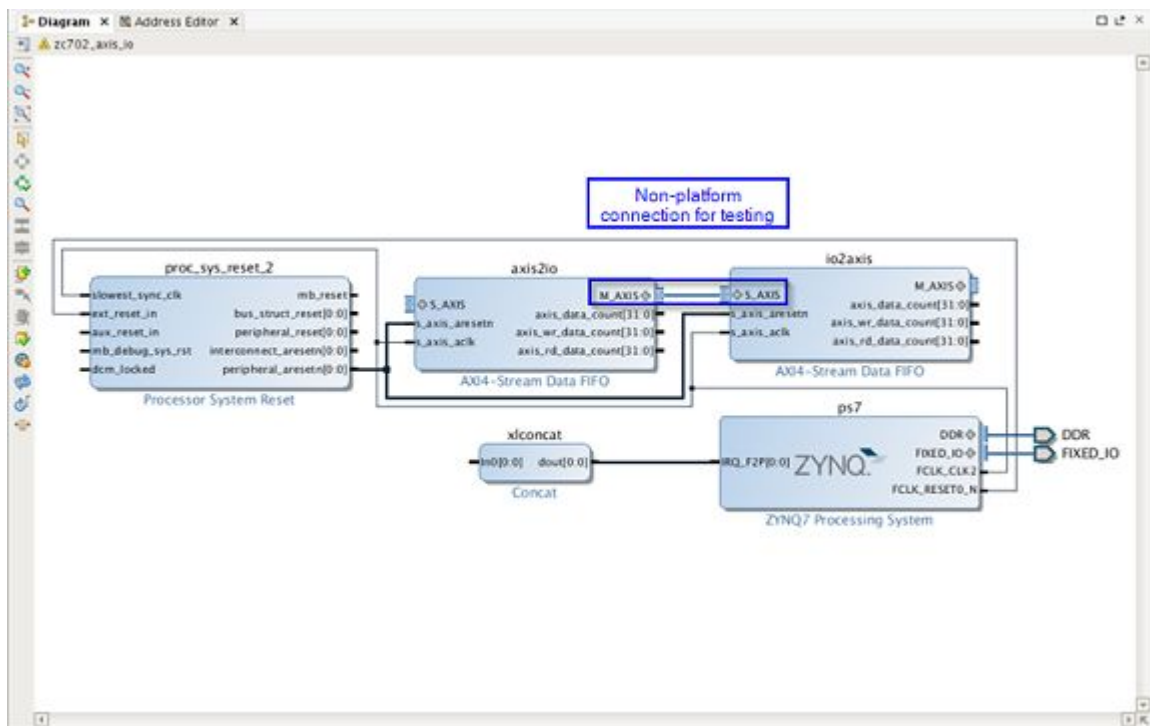 Diagram
Address Editor
zc702_axis_io
Non-platform
connection for testing
proc_sys_reset_2
slowest_sync_clk
ext_reset_in
aux_reset_in
mb_debug_sys_rst
dcm_locked
mb_reset
bus_struct_reset[0:0]
peripheral_reset[0:0]
interconnect_aresetn[0:0]
peripheral_aresetn[0:0]
Processor System Reset
axis2io
S_AXIS
s_axis_aresetn
s_axis_aclk
M_AXIS
axis_data_count[31:0]
axis_wr_data_count[31:0]
axis_rd_data_count[31:0]
AXI4-Stream Data FIFO
io2axis
S_AXIS
s_axis_aresetn
s_axis_aclk
M_AXIS
axis_data_count[31:0]
axis_wr_data_count[31:0]
axis_rd_data_count[31:0]
AXI4-Stream Data FIFO
xlconcat
In0[0:0]
dout[0:0]
Concat
ps7
IRQ_F2P[0:0]
ZYNQ
DDR
FIXED_IO
FCLK_CLK2
FCLK_RESET0_N
ZYNQ7 Processing System
DDR
FIXED_IO